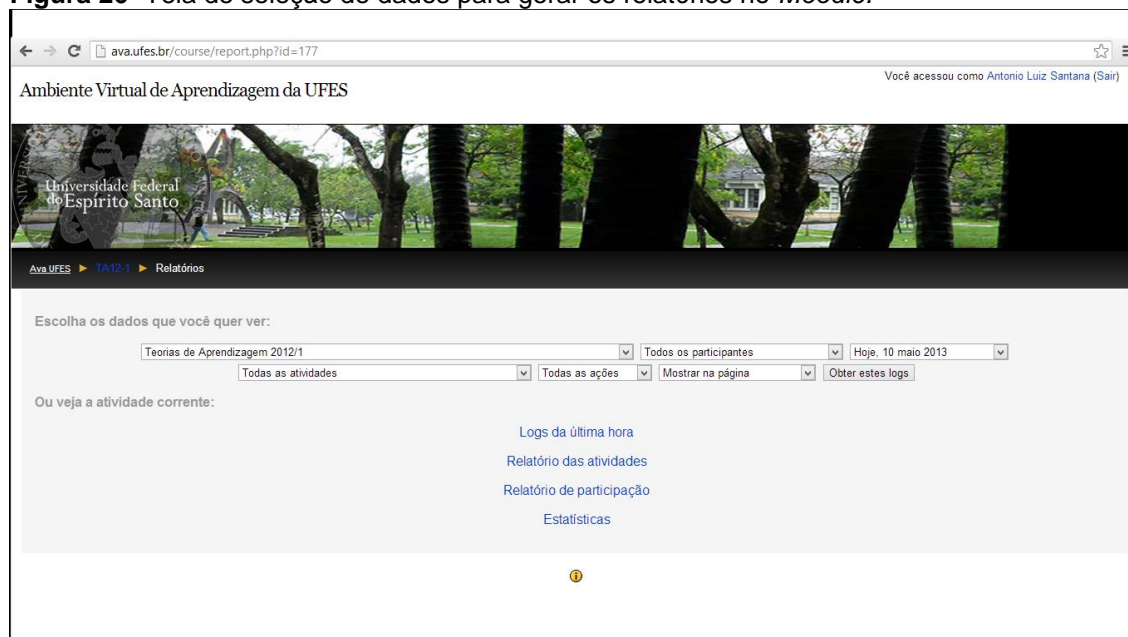 Figura 20- Tela de seleção de dados para gerar os relatórios no Moodle.
ava.ufes.br/course/report.php?id=177
Você acessou como Antonio Luiz Santana (Sair)
Ambiente Virtual de Aprendizagem da UFES
Universidade Federal
do Espírito Santo
Ava UFES ► TA12-1 ► Relatórios
Escolha os dados que você quer ver:
Teorias de Aprendizagem 2012/1 Todos os participantes Hoje, 10 maio 2013
Todas as atividades Todas as ações Mostrar na página Obter estes logs
Ou veja a atividade corrente:
Logs da última hora
Relatório das atividades
Relatório de participação
Estatísticas